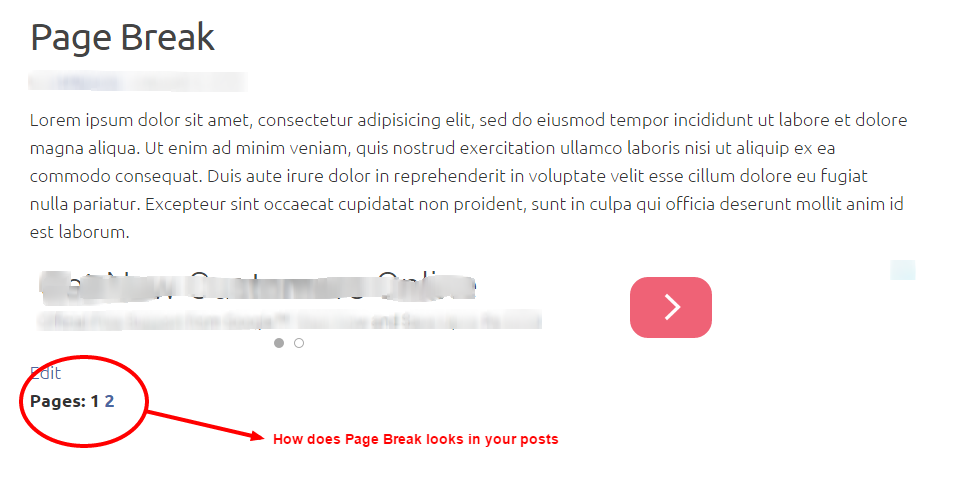 Page Break
Lorem ipsum dolor sit amet, consectetur adipisicing elit, sed do eiusmod tempor incididunt ut labore et dolore
magna aliqua. Ut enim ad minim veniam, quis nostrud exercitation ullamco laboris nisi ut aliquip ex ea
commodo consequat. Duis aute irure dolor in reprehenderit in voluptate velit esse cillum dolore eu fugiat
nulla pariatur. Excepteur sint occaecat cupidatat non proident, sunt in culpa qui officia deserunt mollit anim id
est laborum.
New Customers Online
Edit
Pages: 1 2
How does Page Break looks in your posts